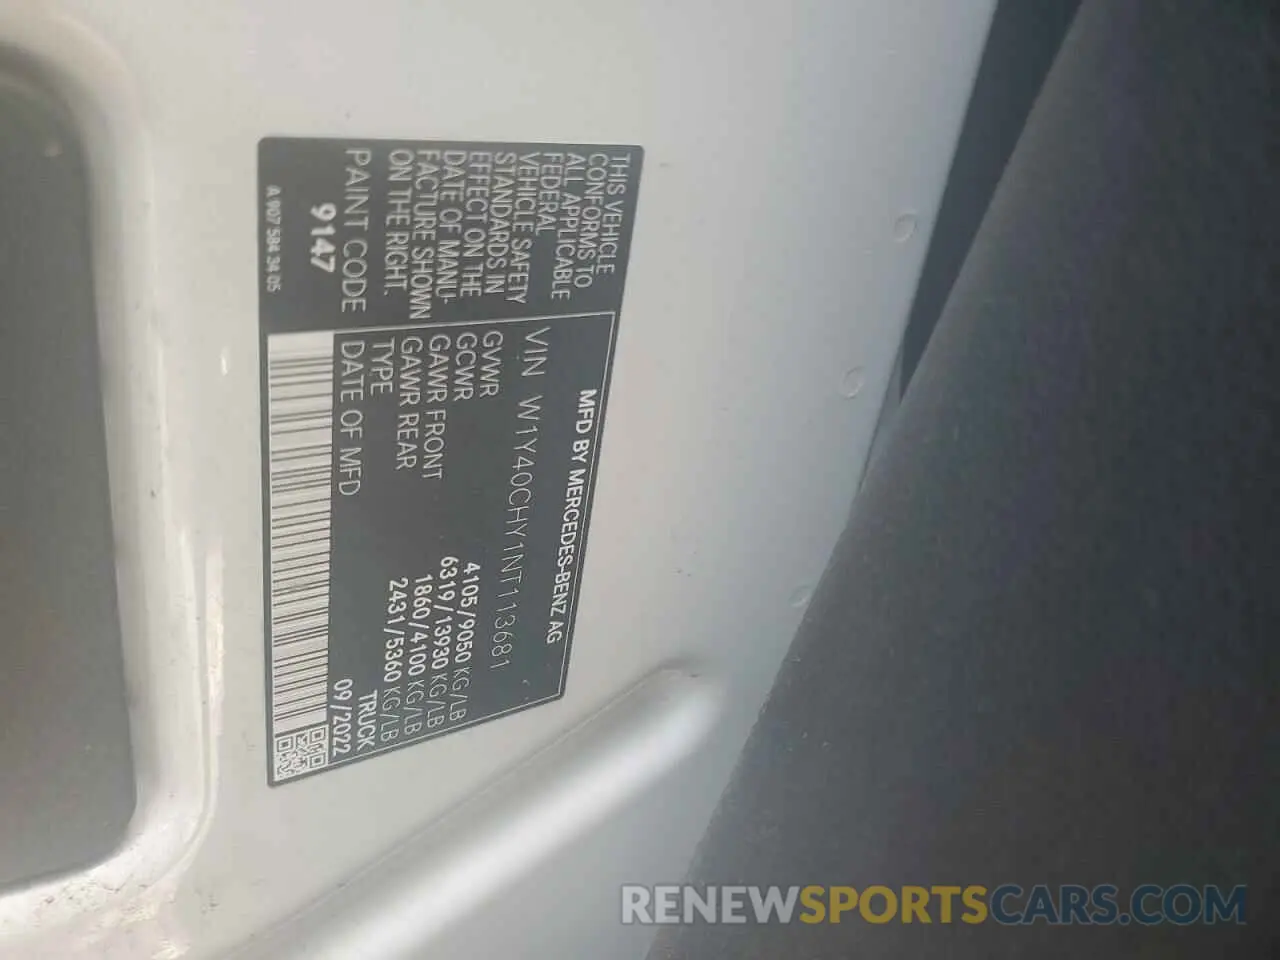 THIS VEHICLE
CONFORMS TO
ALL APPLICABLE
FEDERAL
VEHICLE SAFETY
STANDARDS IN
EFFECT ON THE
DATE OF MANU-
FACTURE SHOWN
ON THE RIGHT.
PAINT CODE
9147
A 907 584 34 05
MFD BY MERCEDES-BENZ AG
VIN W1Y40CHY1NT113681
GVWR 4105/9050 KG/LB
GCWR 6319/13930 KG/LB
GAWR FRONT 1860/4100 KG/LB
GAWR REAR 2431/5360 KG/LB
TYPE TRUCK
DATE OF MFD 09/2022
RENEWSPORTSCARS.COM